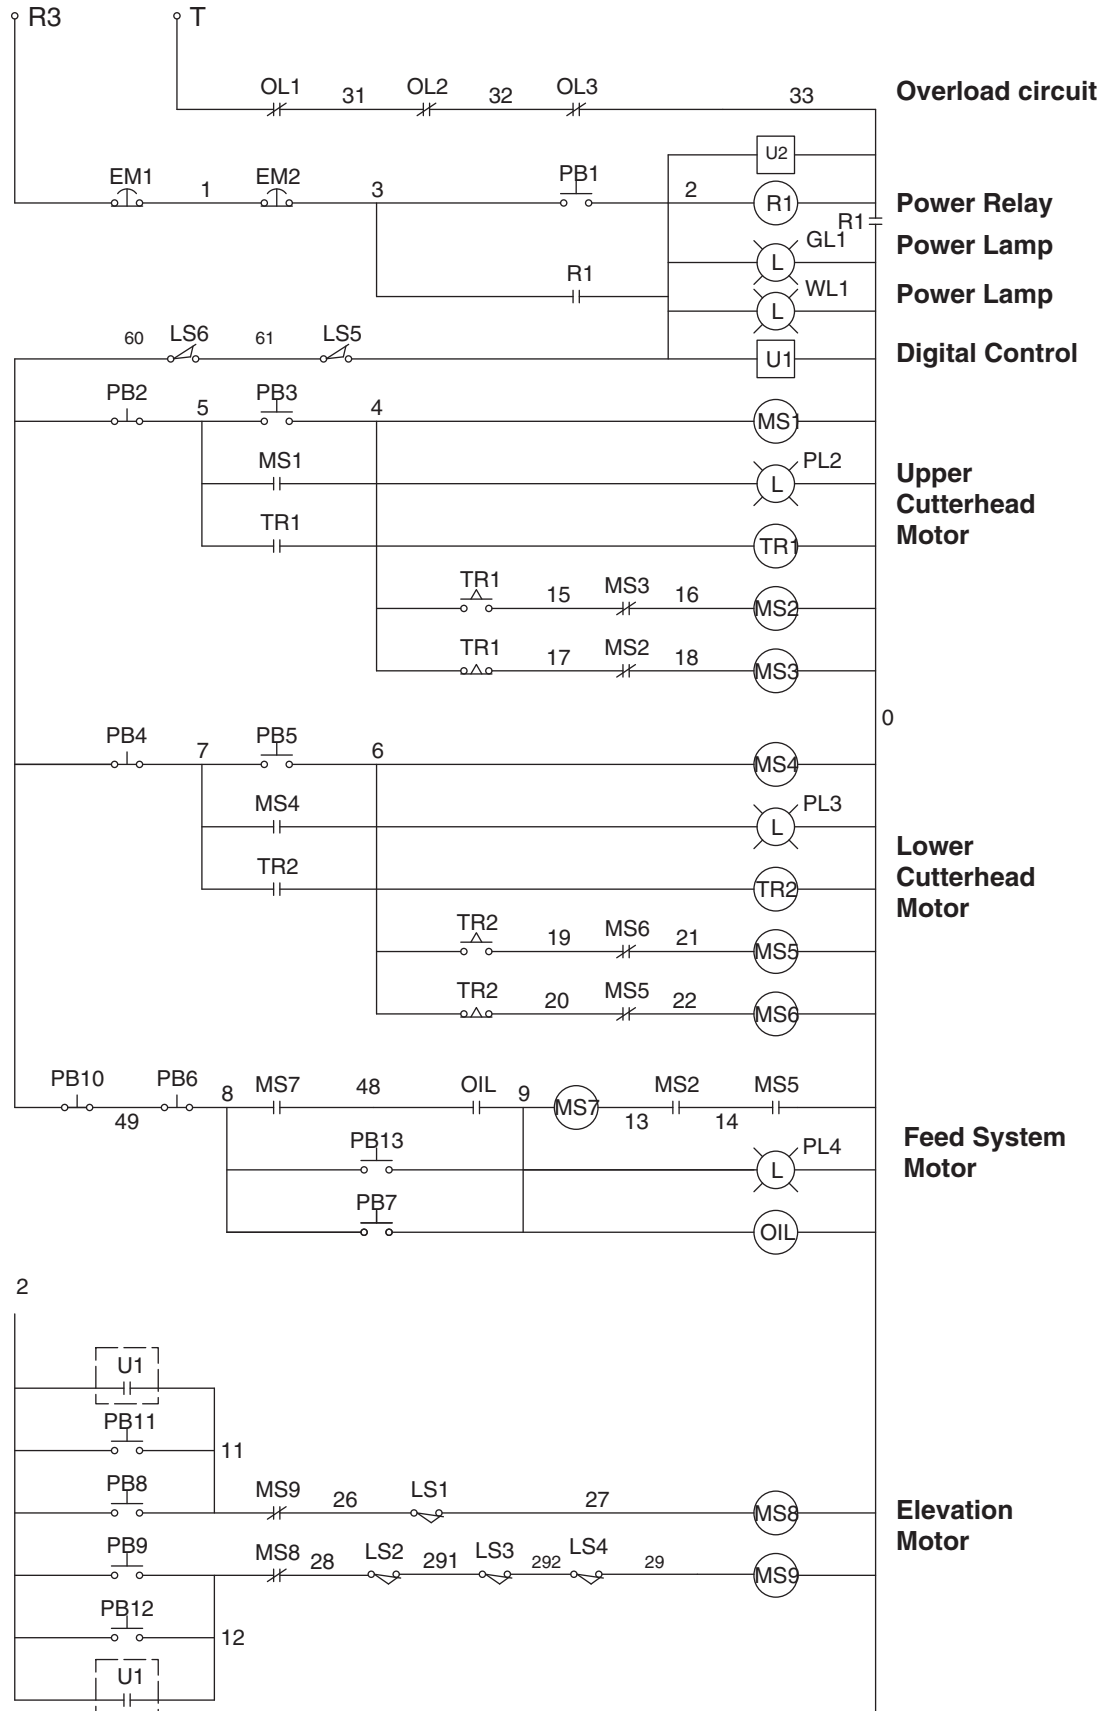 R3 T
OL1 31 OL2 32 OL3 33 Overload circuit
U2
EM1 1 EM2 3 PB1 2 R1 Power Relay
R1
GL1 Power Lamp
L
R1 WL1 Power Lamp
L
60 LS6 61 LS5 U1 Digital Control
PB2 5 PB3 4 MS1
MS1 L PL2 Upper
Cutterhead
Motor
TR1 TR1
TR1 15 MS3 16 MS2
TR1 17 MS2 18 MS3
0
PB4 7 PB5 6 MS4
MS4 L PL3
Lower
Cutterhead
Motor
TR2 TR2
TR2 19 MS6 21 MS5
TR2 20 MS5 22 MS6
PB10 49 PB6 8 MS7 48 OIL 9 MS7 13 MS2 14 MS5
PB13 L PL4 Feed System
Motor
PB7 OIL
2
U1
PB11 11
PB8 MS9 26 LS1 27 MS8 Elevation
Motor
PB9 MS8 28 LS2 291 LS3 292 LS4 29 MS9
PB12 12
U1